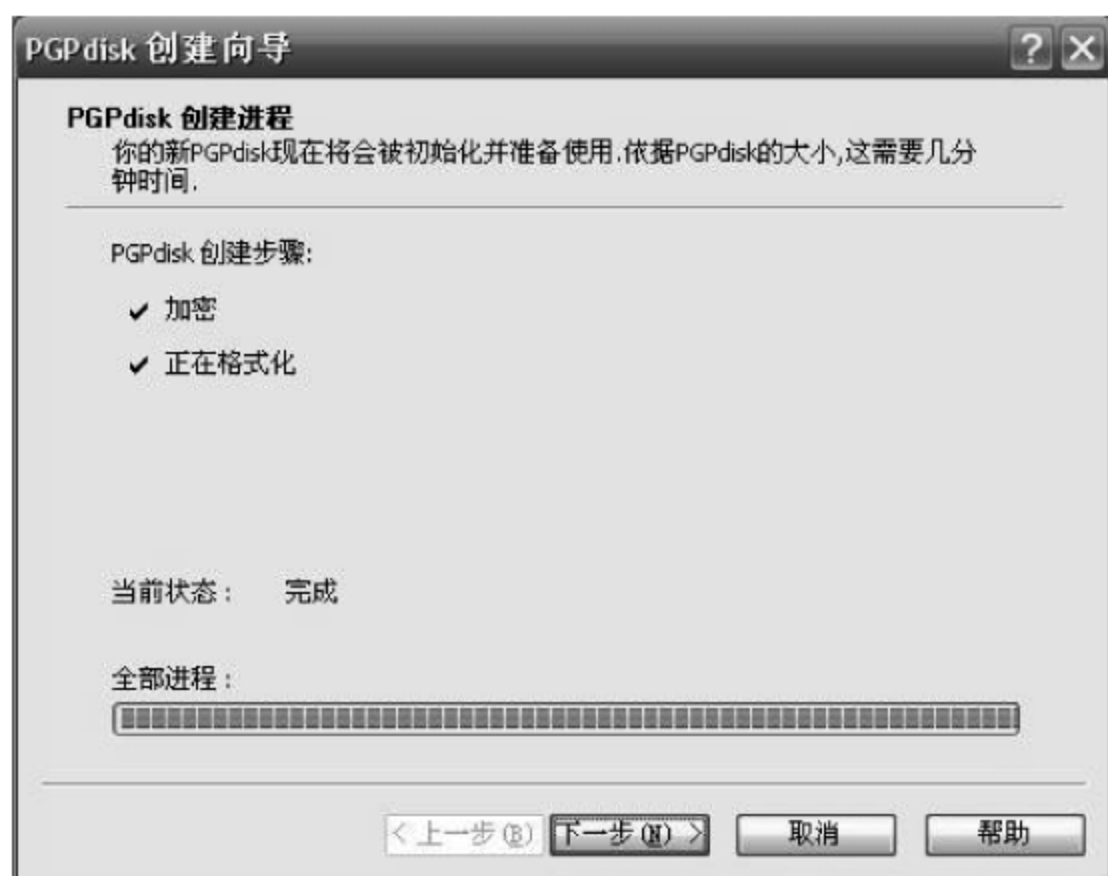 PGPdisk 创建向导
PGPdisk 创建进程
你的新PGPdisk现在将会被初始化并准备使用.依据PGPdisk的大小,这需要几分
钟时间.
PGPdisk 创建步骤:
加密
正在格式化
当前状态: 完成
全部进程:
<上一步(B) 下一步(N) > 取消 帮助